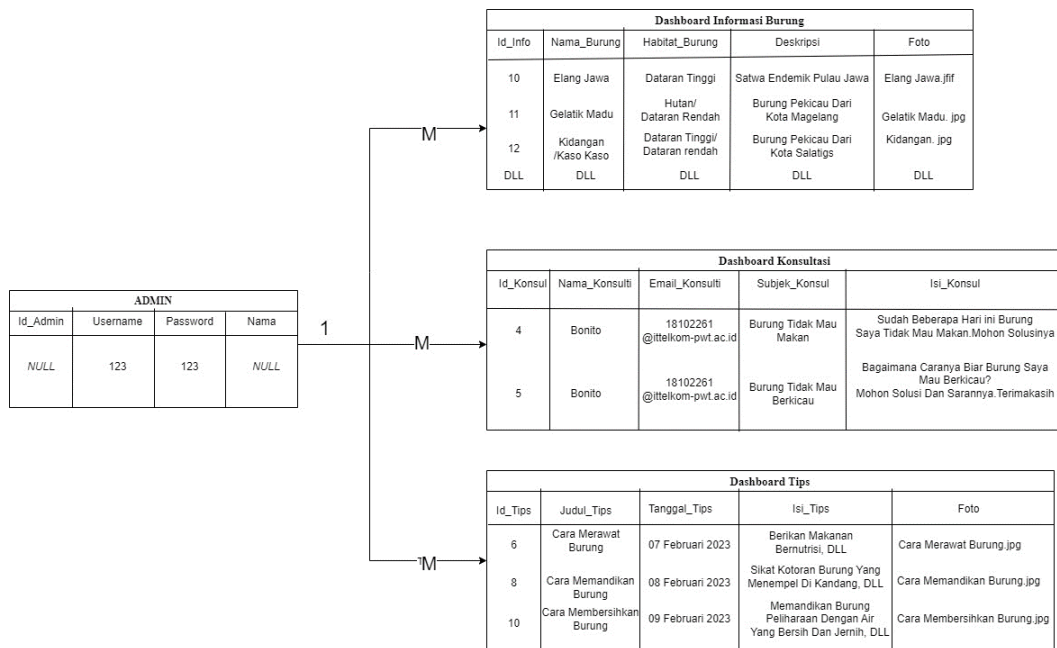 Dashboard Informasi Burung
Id_Info Nama_Burung Habitat_Burung Deskripsi Foto
10 Elang Jawa Dataran Tinggi Satwa Endemik Pulau Jawa Elang Jawa.jfif
11 Gelatik Madu Hutan/ Burung Pekicau Dari Gelatik Madu. jpg
Dataran Rendah Kota Magelang
12 Kidangan Dataran Tinggi/ Burung Pekicau Dari Kidangan. jpg
/Kaso Kaso Dataran rendah Kota Salatigs
DLL DLL DLL DLL DLL
M
Dashboard Konsultasi
Id_Konsul Nama_Konsulti Email_Konsulti Subjek_Konsul Isi_Konsul
4 Bonito 18102261 Burung Tidak Mau Sudah Beberapa Hari ini Burung
@ittelkom-pwt.ac.id Makan Saya Tidak Mau Makan.Mohon Solusinya
5 Bonito 18102261 Burung Tidak Mau Bagaimana Caranya Biar Burung Saya
@ittelkom-pwt.ac.id Berkicau Mau Berkicau?
Mohon Solusi Dan Sarannya.Terimakasih
M
ADMIN
Id_Admin Username Password Nama
NULL 123 123 NULL
1
Dashboard Tips
Id_Tips Judul_Tips Tanggal_Tips Isi_Tips Foto
6 Cara Merawat 07 Februari 2023 Berikan Makanan Cara Merawat Burung.jpg
Burung Bernutrisi, DLL
8 Cara Memandikan 08 Februari 2023 Sikat Kotoran Burung Yang Cara Memandikan Burung.jpg
Burung Menempel Di Kandang, DLL
10 Cara Membersihkan 09 Februari 2023 Memandikan Burung Cara Membersihkan Burung.jpg
Burung Peliharaan Dengan Air
Yang Bersih Dan Jernih, DLL
M